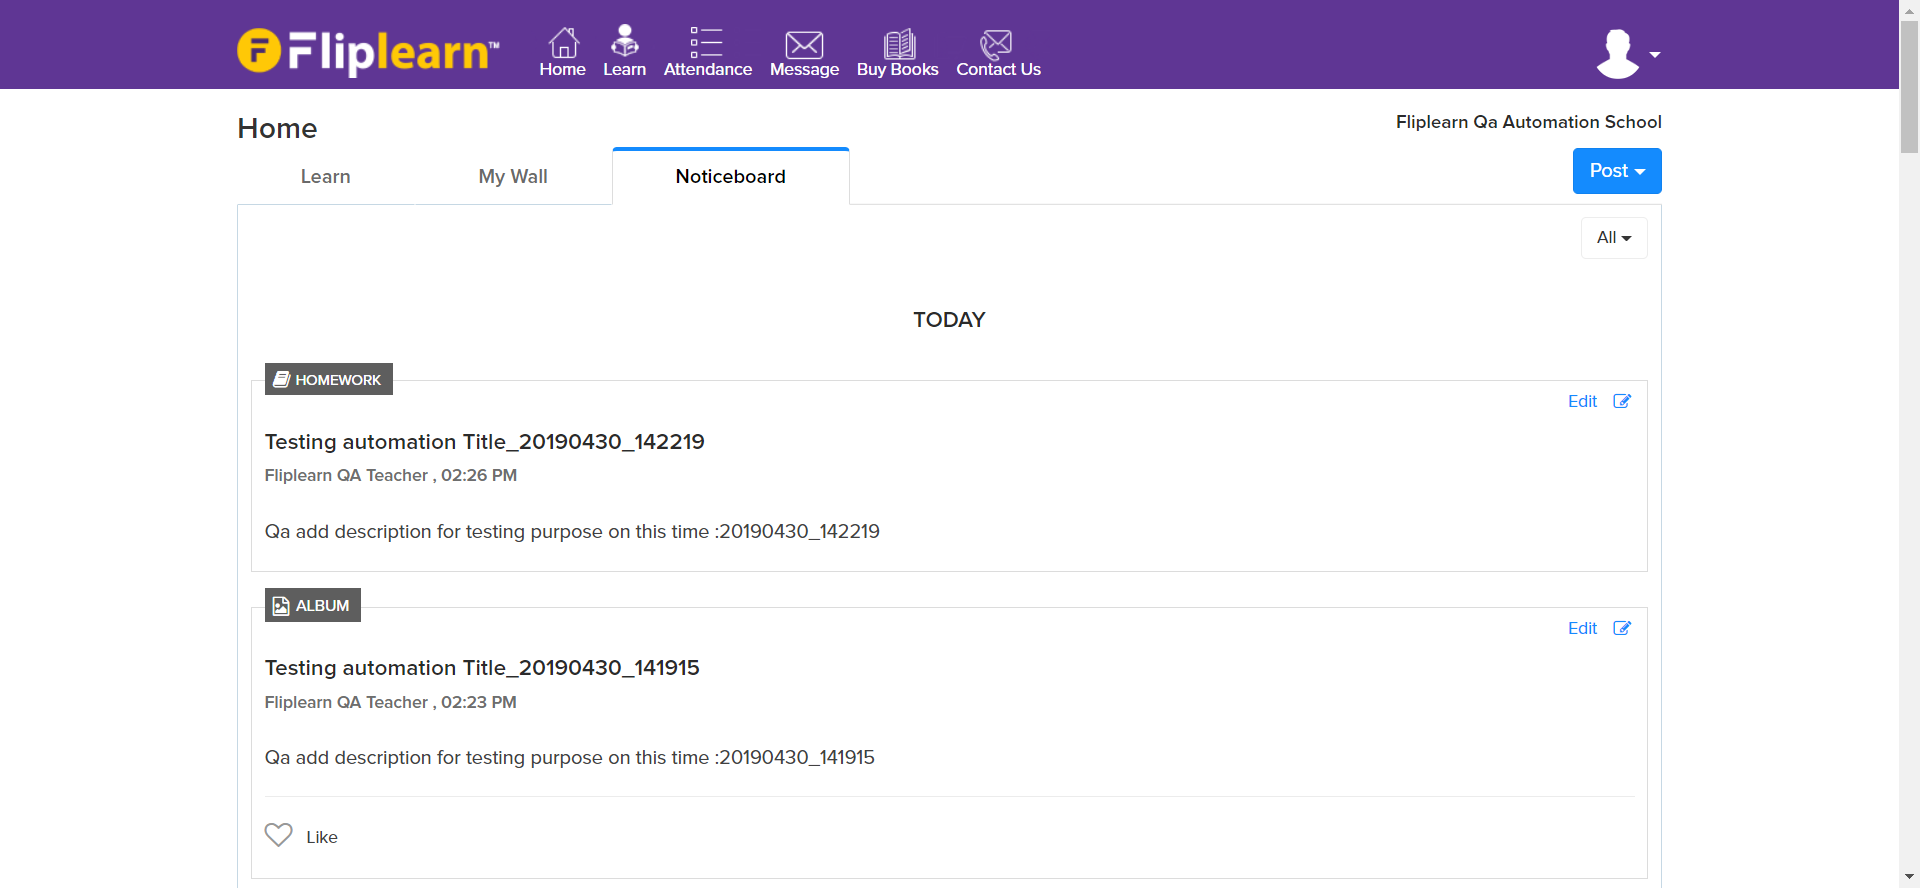 Fliplearn™
Home Learn Attendance Message Buy Books Contact Us
Home
Fliplearn Qa Automation School
Learn My Wall Noticeboard
Post
All
TODAY
HOMEWORK
Edit
Testing automation Title_20190430_142219
Fliplearn QA Teacher , 02:26 PM
Qa add description for testing purpose on this time :20190430_142219
ALBUM
Edit
Testing automation Title_20190430_141915
Fliplearn QA Teacher , 02:23 PM
Qa add description for testing purpose on this time :20190430_141915
Like